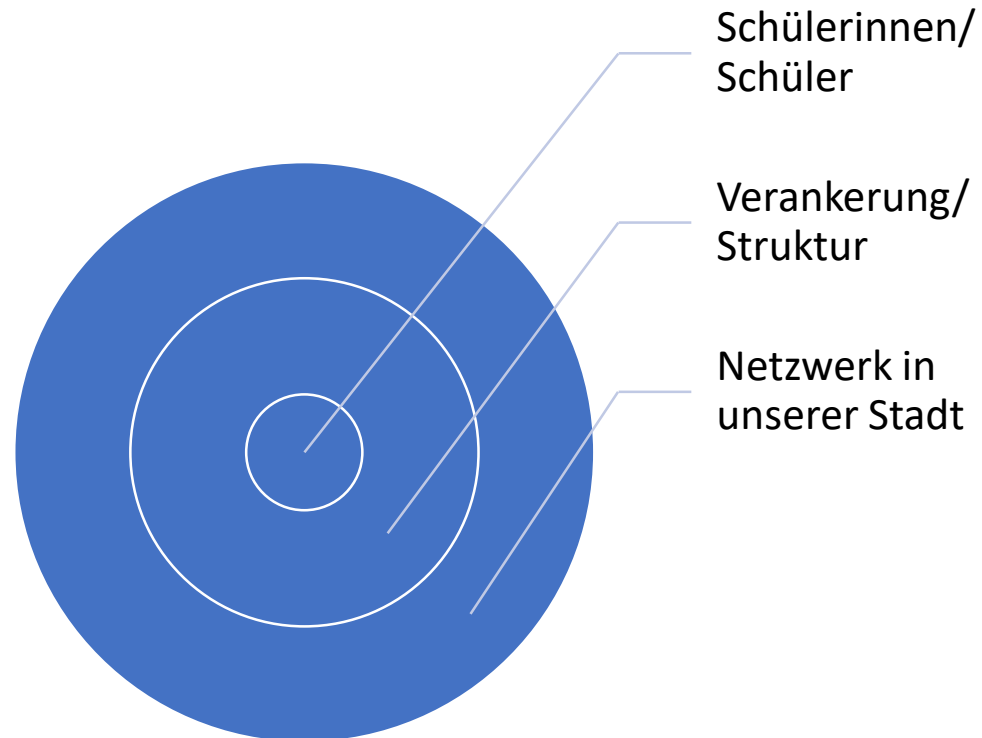 Schülerinnen/
Schüler
Verankerung/
Struktur
Netzwerk in
unserer Stadt